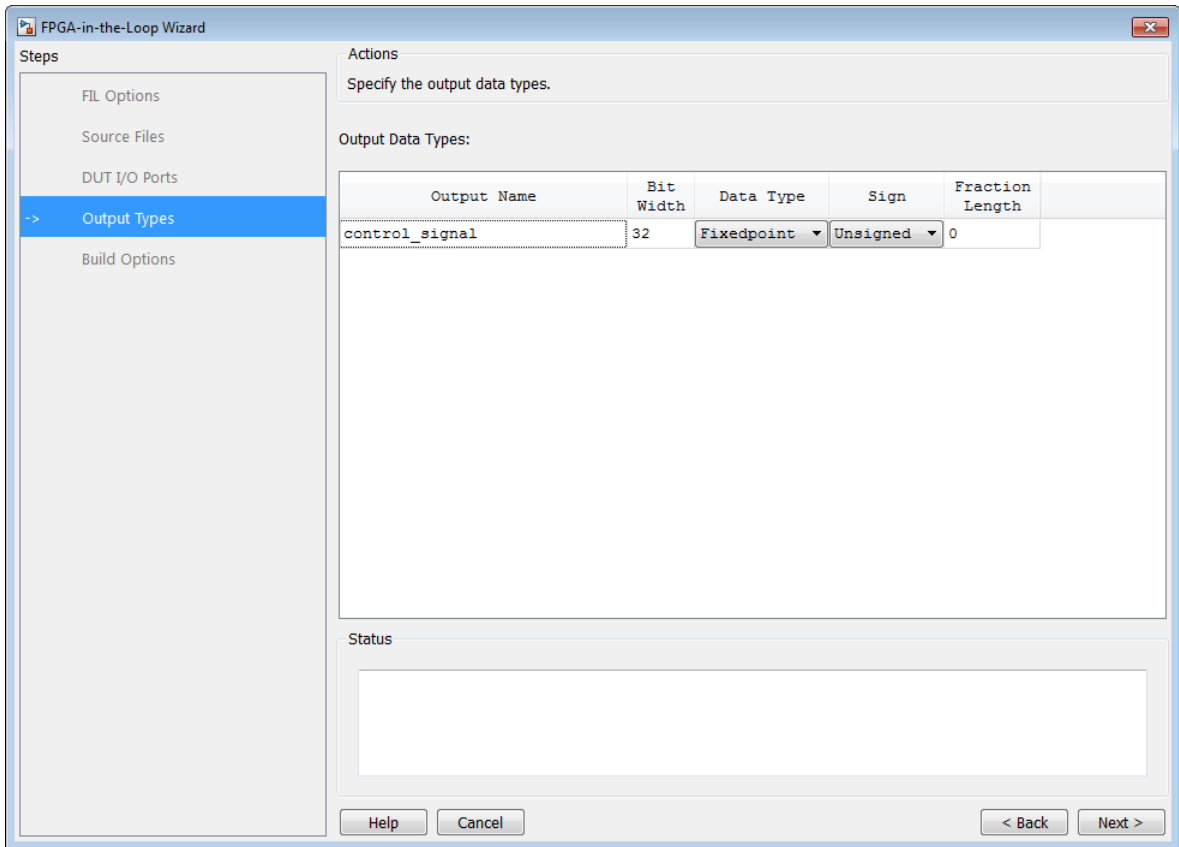 FPGA-in-the-Loop Wizard
Steps
FIL Options
Source Files
DUT I/O Ports
-> Output Types
Build Options
Actions
Specify the output data types.
Output Data Types:
Output Name Bit Width Data Type Sign Fraction Length
control_signal 32 Fixedpoint Unsigned 0
Status
Help Cancel < Back Next >